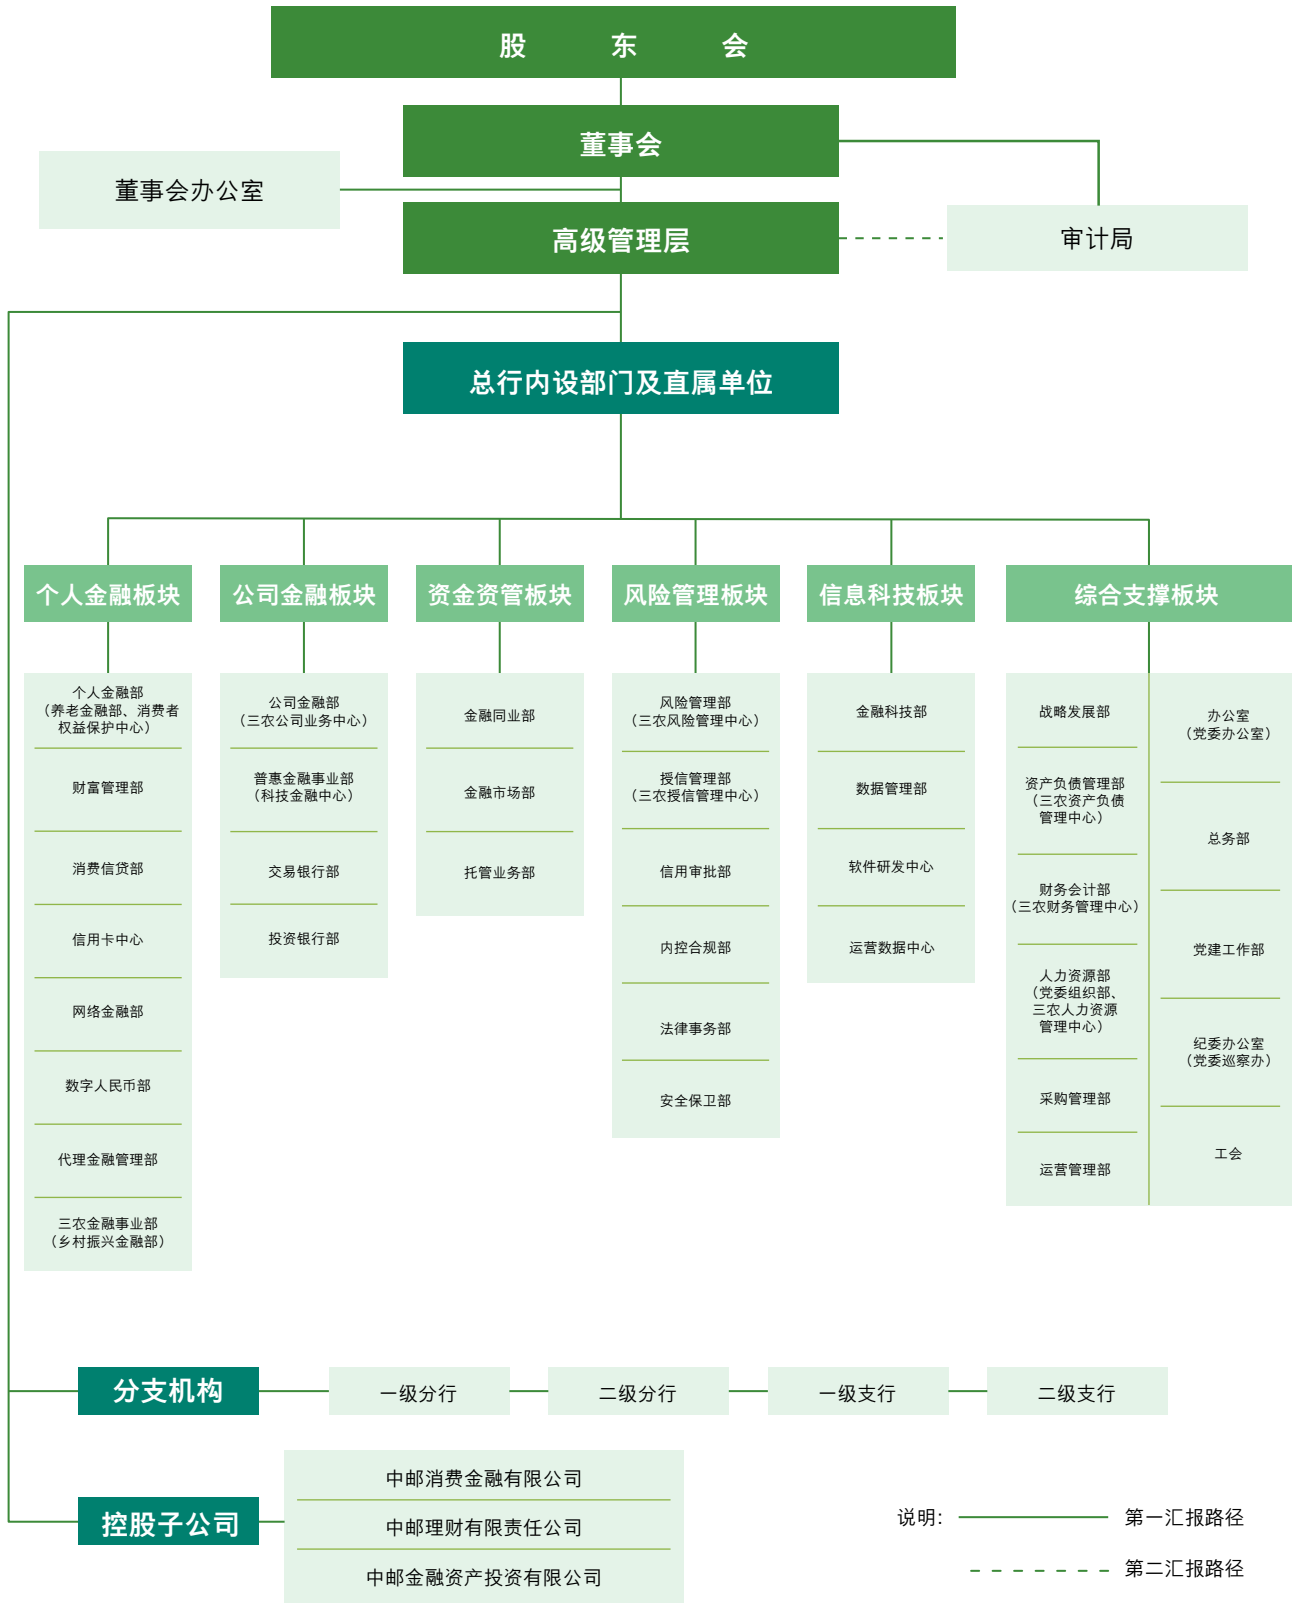 股东会
董事会
董事会办公室
高级管理层
审计局
总行内设部门及直属单位
个人金融板块
个人金融部
（养老金融部、消费者
权益保护中心）
财富管理部
消费信贷部
信用卡中心
网络金融部
数字人民币部
代理金融管理部
三农金融事业部
（乡村振兴金融部）
公司金融板块
公司金融部
（三农公司业务中心）
普惠金融事业部
（科技金融中心）
交易银行部
投资银行部
资金资管板块
金融同业部
金融市场部
托管业务部
风险管理板块
风险管理部
（三农风险管理中心）
授信管理部
（三农授信管理中心）
信用审批部
内控合规部
法律事务部
安全保卫部
信息科技板块
金融科技部
数据管理部
软件研发中心
运营数据中心
综合支撑板块
战略发展部
资产负债管理部
（三农资产负债
管理中心）
财务会计部
（三农财务管理中心）
人力资源部
（党委组织部、
三农人力资源
管理中心）
采购管理部
运营管理部
办公室
（党委办公室）
总务部
党建工作部
纪委办公室
（党委巡察办）
工会
分支机构
一级分行
二级分行
一级支行
二级支行
控股子公司
中邮消费金融有限公司
中邮理财有限责任公司
中邮金融资产投资有限公司
说明:
第一汇报路径
第二汇报路径